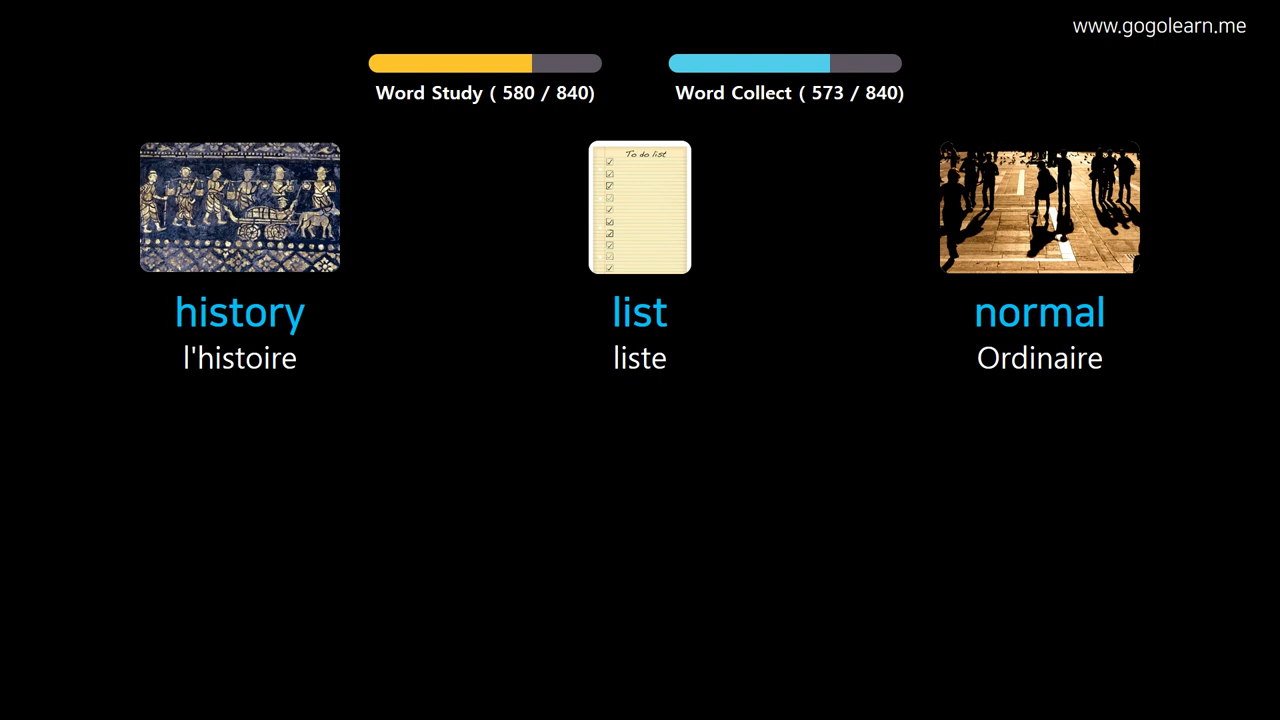 www.gogolearn.me
Word Study ( 580 / 840)
Word Collect ( 573 / 840)
To do list
history
list
normal
l'histoire
liste
Ordinaire